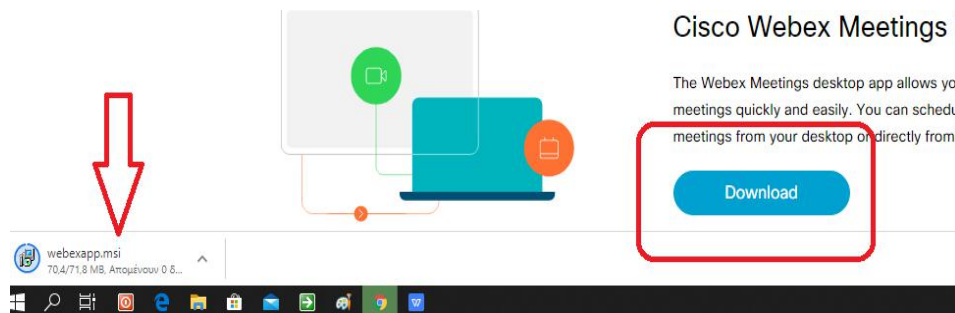 Cisco Webex Meetings
The Webex Meetings desktop app allows yo
meetings quickly and easily. You can schedu
meetings from your desktop or directly from
Download
webexapp.msi
70,4/71,8 MB, Απομένουν 0 δ...